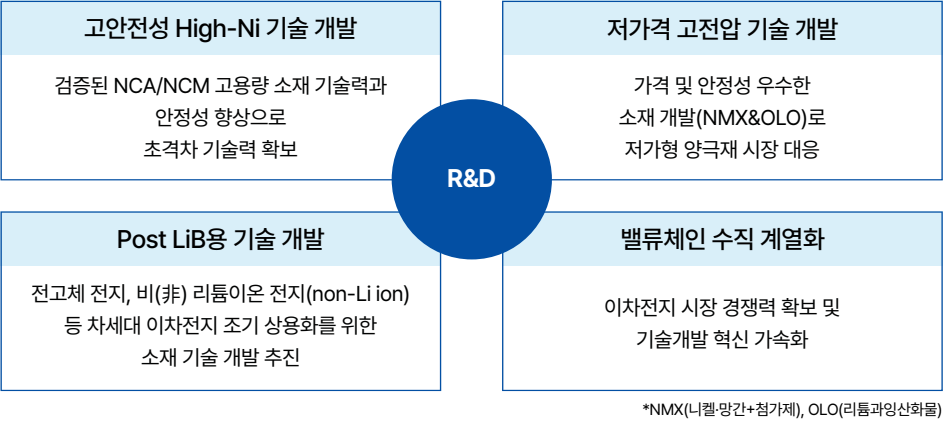 고안전성 High-Ni 기술 개발
검증된 NCA/NCM 고용량 소재 기술력과
안정성 향상으로
초격차 기술력 확보
저가격 고전압 기술 개발
가격 및 안정성 우수한
소재 개발(NMX&OLO)로
저가형 양극재 시장 대응
R&D
Post LiB용 기술 개발
전고체 전지, 비(非) 리튬이온 전지(non-Li ion)
등 차세대 이차전지 조기 상용화를 위한
소재 기술 개발 추진
밸류체인 수직 계열화
이차전지 시장 경쟁력 확보 및
기술개발 혁신 가속화
*NMX(니켈·망간+첨가제), OLO(리튬과잉산화물)